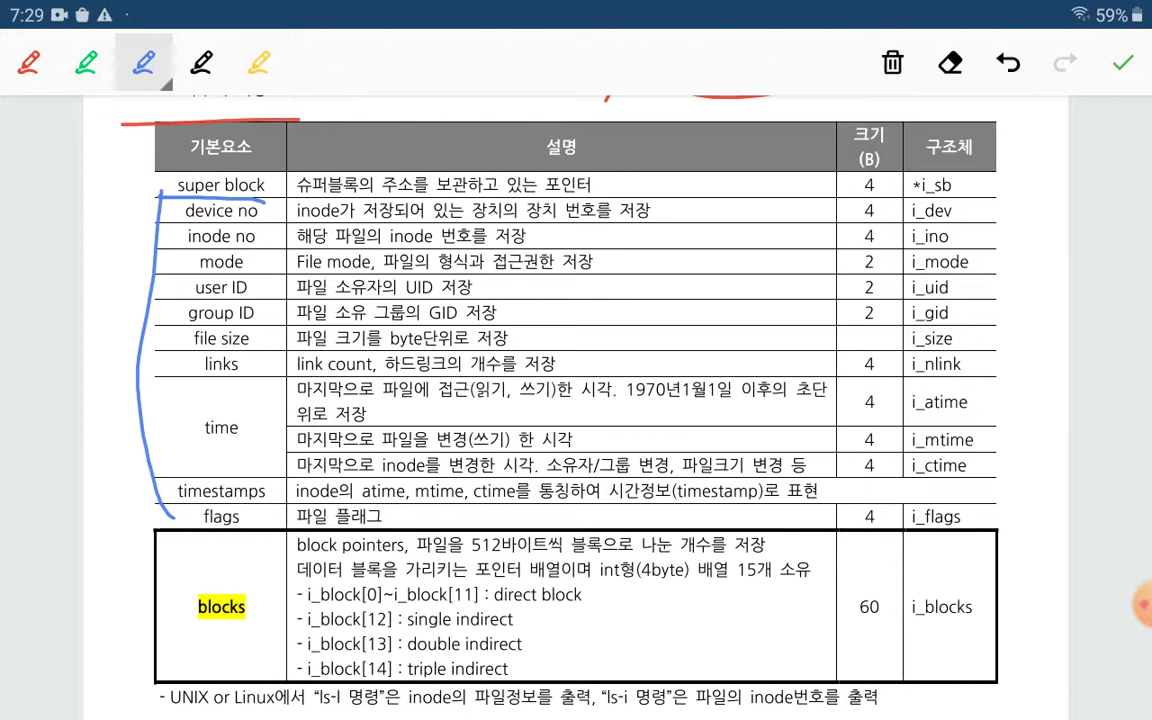 7:29
59%
기본요소 설명 크기 (B) 구조체
super block 슈퍼블록의 주소를 보관하고 있는 포인터 4 *i_sb
device no inode가 저장되어 있는 장치의 장치 번호를 저장 4 i_dev
inode no 해당 파일의 inode 번호를 저장 4 i_ino
mode File mode, 파일의 형식과 접근권한 저장 2 i_mode
user ID 파일 소유자의 UID 저장 2 i_uid
group ID 파일 소유 그룹의 GID 저장 2 i_gid
file size 파일 크기를 byte단위로 저장 i_size
links link count, 하드링크의 개수를 저장 4 i_nlink
time
마지막으로 파일에 접근(읽기, 쓰기)한 시각. 1970년1월1일 이후의 초단
위로 저장
4 i_atime
마지막으로 파일을 변경(쓰기) 한 시각 4 i_mtime
마지막으로 inode를 변경한 시각. 소유자/그룹 변경, 파일크기 변경 등 4 i_ctime
timestamps inode의 atime, mtime, ctime를 통칭하여 시간정보(timestamp)로 표현
flags 파일 플래그 4 i_flags
blocks
block pointers, 파일을 512바이트씩 블록으로 나눈 개수를 저장
데이터 블록을 가리키는 포인터 배열이며 int형(4byte) 배열 15개 소유
- i_block[0]~i_block[11] : direct block
- i_block[12] : single indirect
- i_block[13] : double indirect
- i_block[14] : triple indirect
60 i_blocks
- UNIX or Linux에서 “ls-l 명령”은 inode의 파일정보를 출력, “ls-i 명령”은 파일의 inode번호를 출력